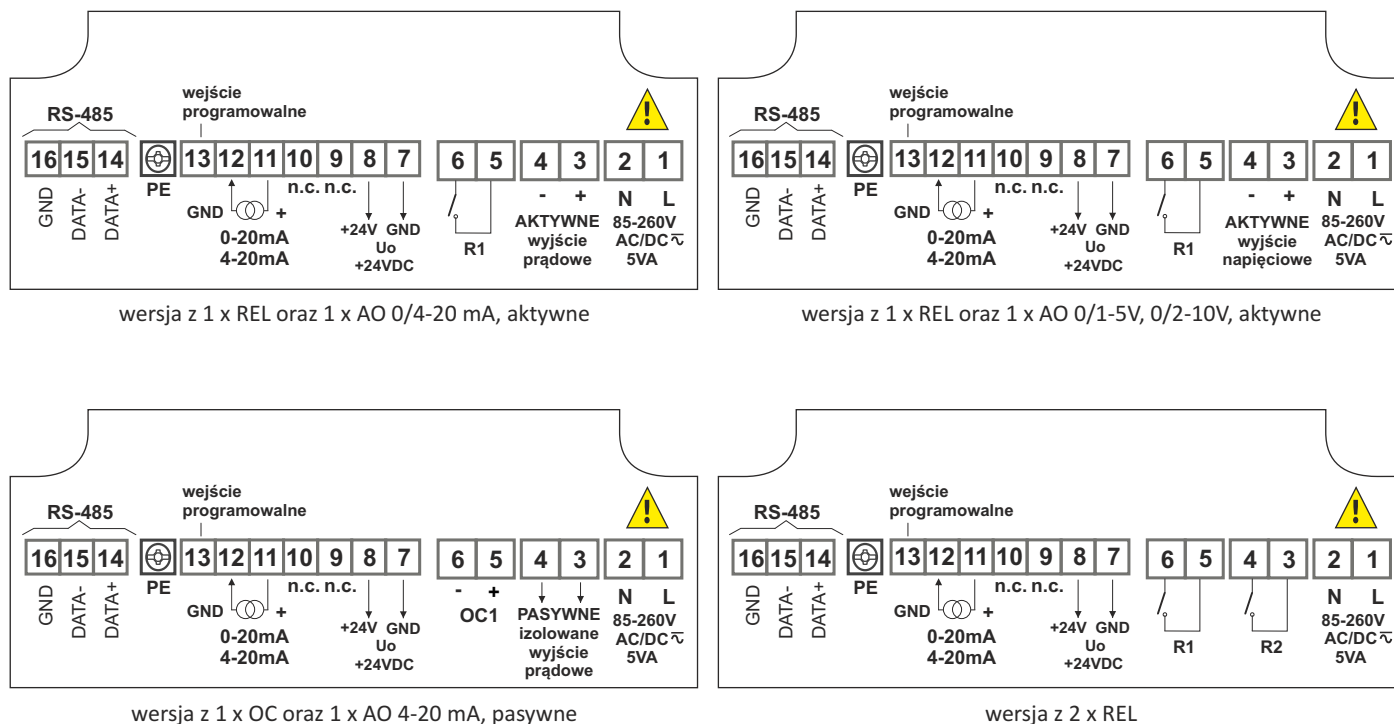 wejście
programowalne
RS-485
16 15 14 PE 13 12 11 10 9 8 7 6 5 4 3 2 1
GND DATA- DATA+
n.c. n.c.
GND +
0-20mA
4-20mA
+24V GND
Uo
+24VDC
R1
- +
AKTYWNE
wyjście
prądowe
N L
85-260V
AC/DC
5VA
wersja z 1 x REL oraz 1 x AO 0/4-20 mA, aktywne
wejście
programowalne
RS-485
16 15 14 PE 13 12 11 10 9 8 7 6 5 4 3 2 1
GND DATA- DATA+
n.c. n.c.
GND +
0-20mA
4-20mA
+24V GND
Uo
+24VDC
R1
- +
AKTYWNE
wyjście
napięciowe
N L
85-260V
AC/DC
5VA
wersja z 1 x REL oraz 1 x AO 0/1-5V, 0/2-10V, aktywne
wejście
programowalne
RS-485
16 15 14 PE 13 12 11 10 9 8 7 6 5 4 3 2 1
GND DATA- DATA+
n.c. n.c.
GND +
0-20mA
4-20mA
+24V GND
Uo
+24VDC
- +
OC1
PASYWNE
izolowane
wyjście
prądowe
N L
85-260V
AC/DC
5VA
wersja z 1 x OC oraz 1 x AO 4-20 mA, pasywne
wejście
programowalne
RS-485
16 15 14 PE 13 12 11 10 9 8 7 6 5 4 3 2 1
GND DATA- DATA+
n.c. n.c.
GND +
0-20mA
4-20mA
+24V GND
Uo
+24VDC
R1
R2
N L
85-260V
AC/DC
5VA
wersja z 2 x REL